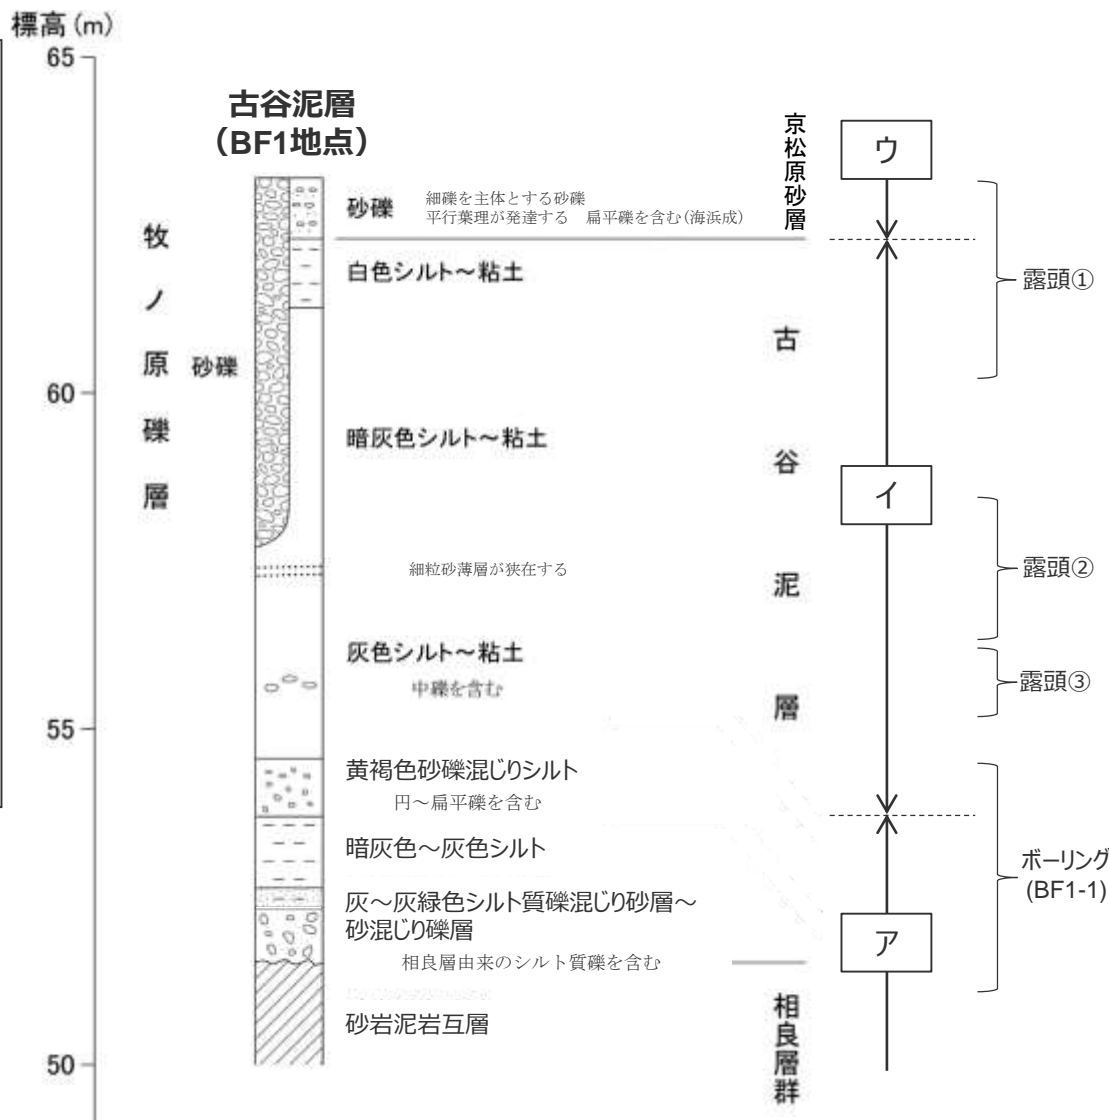 標高 (m)
65
古谷泥層
（BF1地点）
京松原砂層
ウ
砂礫
細礫を主体とする砂礫
平行葉理が発達する　扁平礫を含む(海浜成)
牧ノ原礫層
白色シルト～粘土
露頭①
古谷泥層
砂礫
60
暗灰色シルト～粘土
イ
細粒砂薄層が狭在する
露頭②
灰色シルト～粘土
中礫を含む
露頭③
55
黄褐色砂礫混じりシルト
円～扁平礫を含む
暗灰色～灰色シルト
ボーリング
(BF1-1)
灰～灰緑色シルト質礫混じり砂層～
砂混じり礫層
相良層由来のシルト質礫を含む
ア
砂岩泥岩互層
相良層群
50